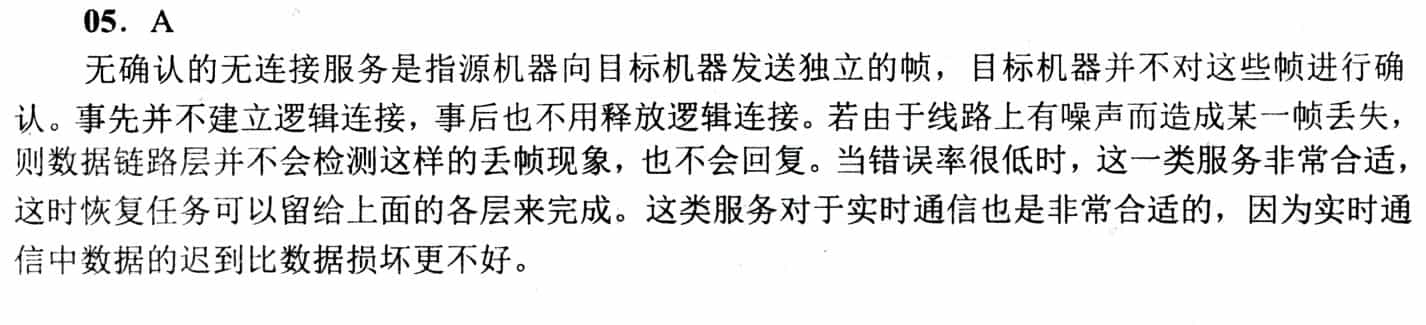 05. A
无确认的无连接服务是指源机器向目标机器发送独立的帧，目标机器并不对这些帧进行确
认。事先并不建立逻辑连接，事后也不用释放逻辑连接。若由于线路上有噪声而造成某一帧丢失，
则数据链路层并不会检测这样的丢帧现象，也不会回复。当错误率很低时，这一类服务非常合适，
这时恢复任务可以留给上面的各层来完成。这类服务对于实时通信也是非常合适的，因为实时通
信中数据的迟到比数据损坏更不好。